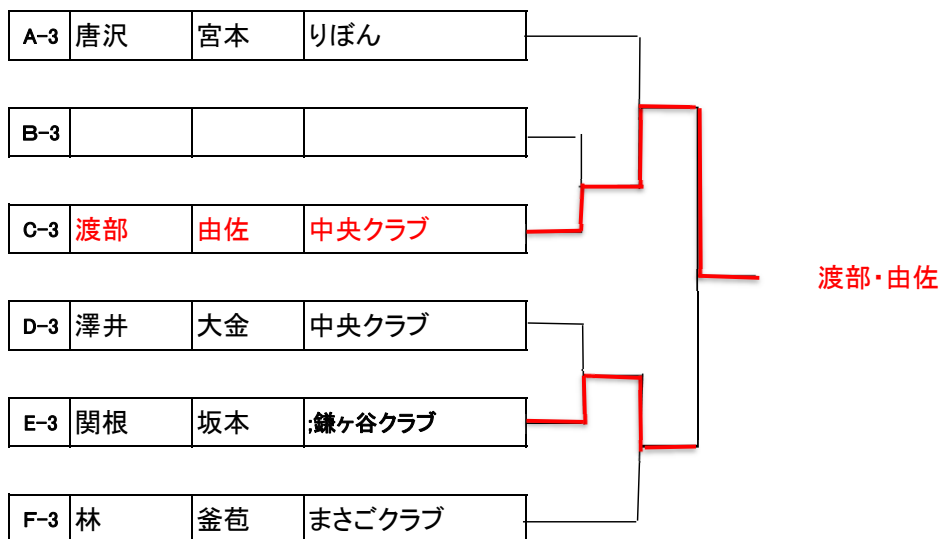 A-3 唐沢 宮本 りぼん
B-3
C-3 渡部 由佐 中央クラブ
渡部・由佐
D-3 澤井 大金 中央クラブ
E-3 関根 坂本 ;鎌ヶ谷クラブ
F-3 林 釜苞 まさごクラブ